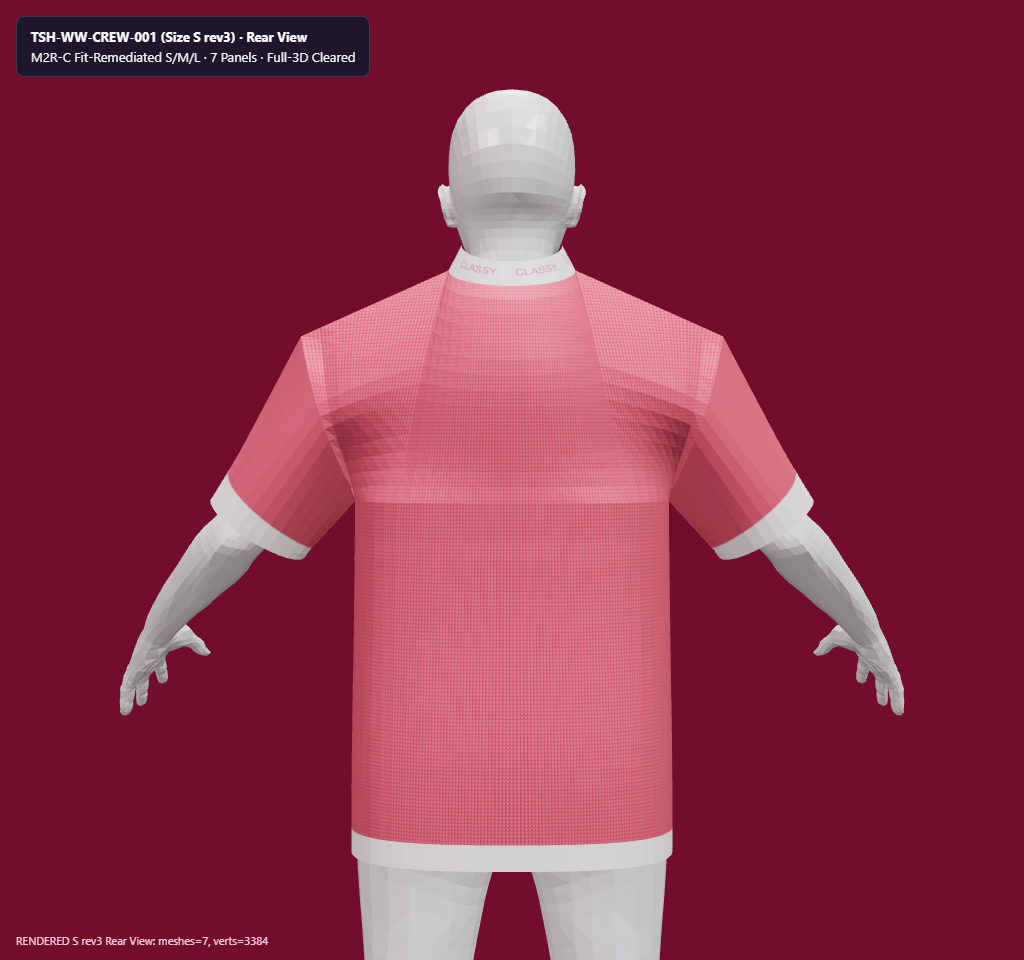 TSH-WW-CREW-001 (Size S rev3) · Rear View
M2R-C Fit-Remediated S/M/L · 7 Panels · Full-3D Cleared
CLASSY · CLASSY
RENDERED S rev3 Rear View: meshes=7, verts=3384